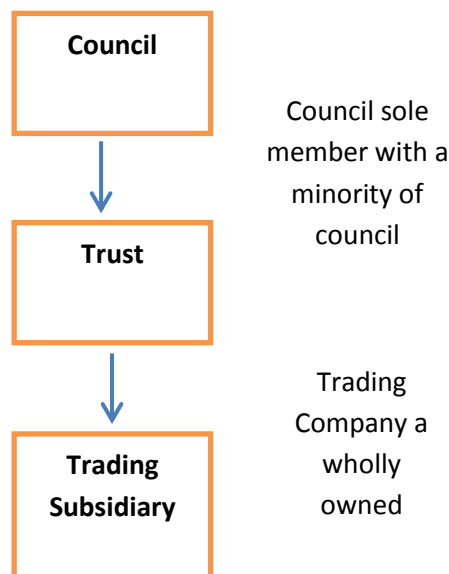 Council
Council sole
member with a
minority of
council
Trust
Trading
Company a
wholly
owned
Trading
Subsidiary